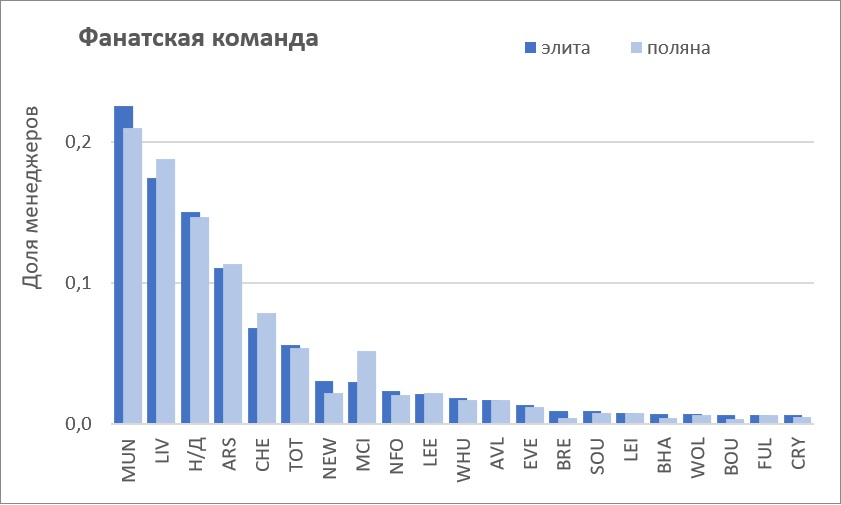 Фанатская команда
элита
поляна
Доля менеджеров
0,2
0,1
0,0
MUN
LIV
Н/Д
ARS
CHE
TOT
NEW
MCI
NFO
LEE
WHU
AVL
EVE
BRE
SOU
LEI
BHA
WOL
BOU
FUL
CRY